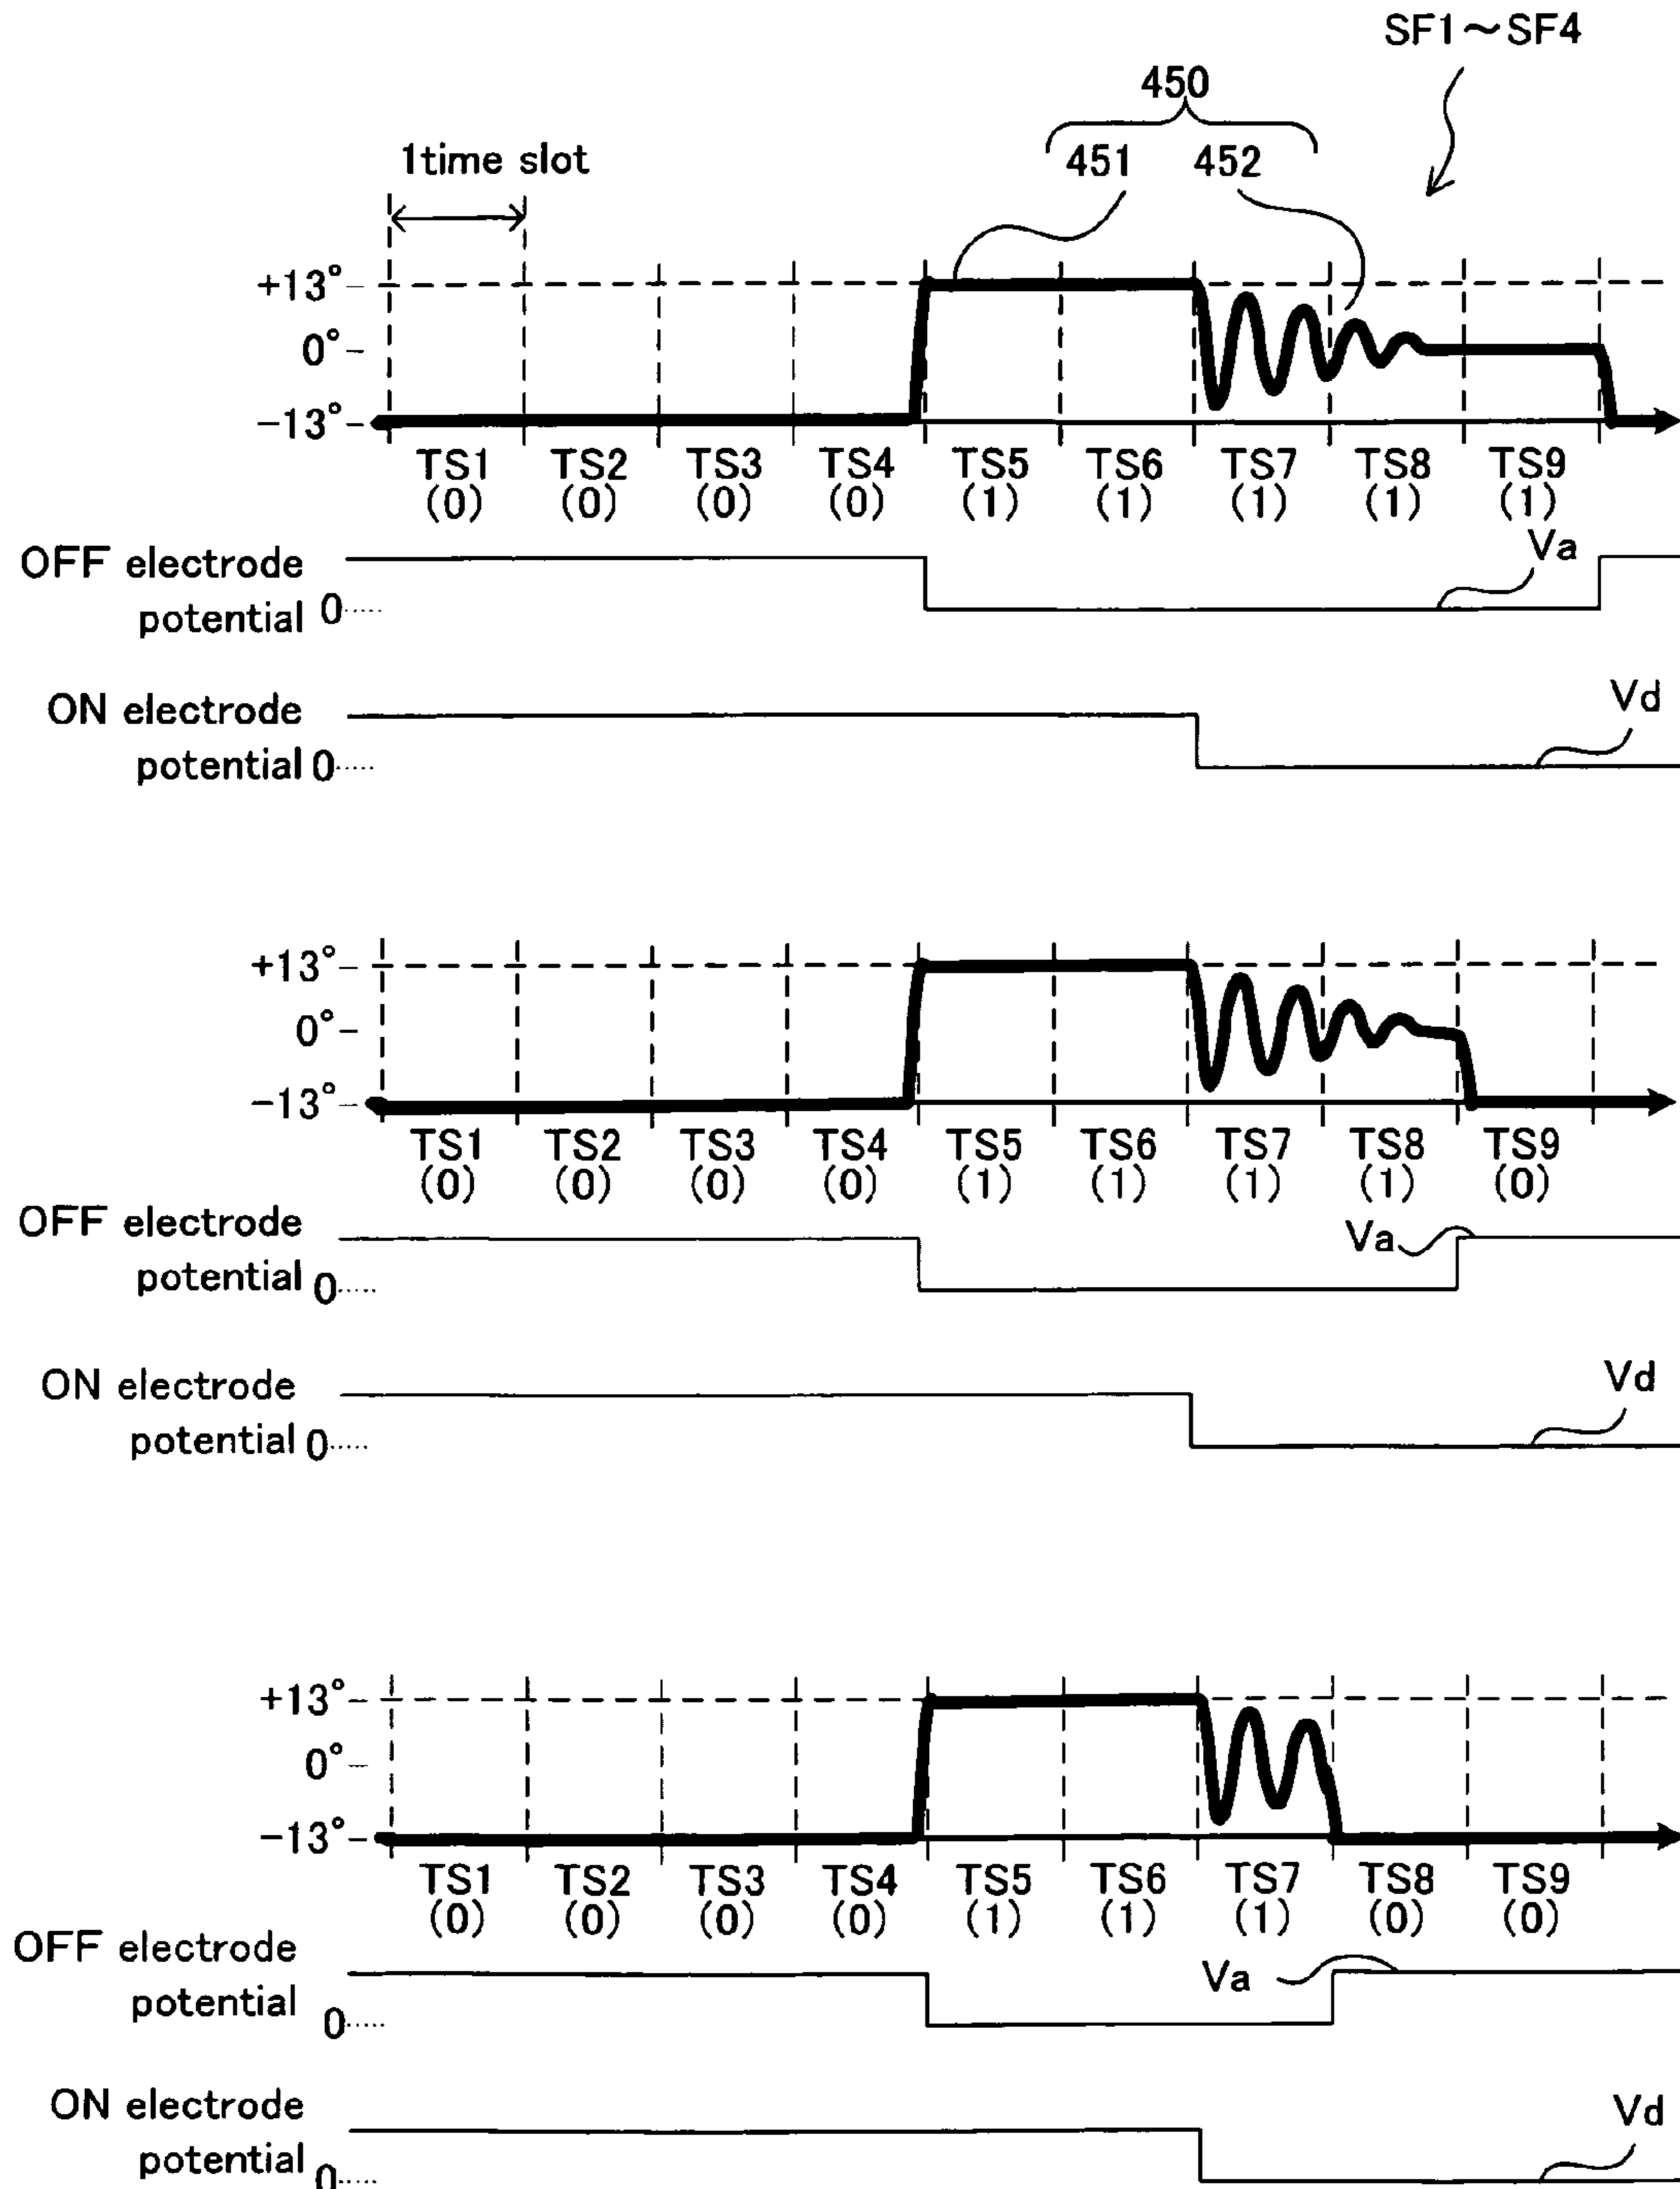 SF1～SF4
450
451 452
1time slot
+13°
0°
−13°
TS1 TS2 TS3 TS4 TS5 TS6 TS7 TS8 TS9
(0) (0) (0) (0) (1) (1) (1) (1) (1)
Va
OFF electrode
potential 0
Vd
ON electrode
potential 0
+13°
0°
−13°
TS1 TS2 TS3 TS4 TS5 TS6 TS7 TS8 TS9
(0) (0) (0) (0) (1) (1) (1) (1) (0)
OFF electrode
Va
potential 0
Vd
ON electrode
potential 0
+13°
0°
−13°
TS1 TS2 TS3 TS4 TS5 TS6 TS7 TS8 TS9
(0) (0) (0) (0) (1) (1) (1) (0) (0)
OFF electrode
Va
potential
0
ON electrode
Vd
potential 0